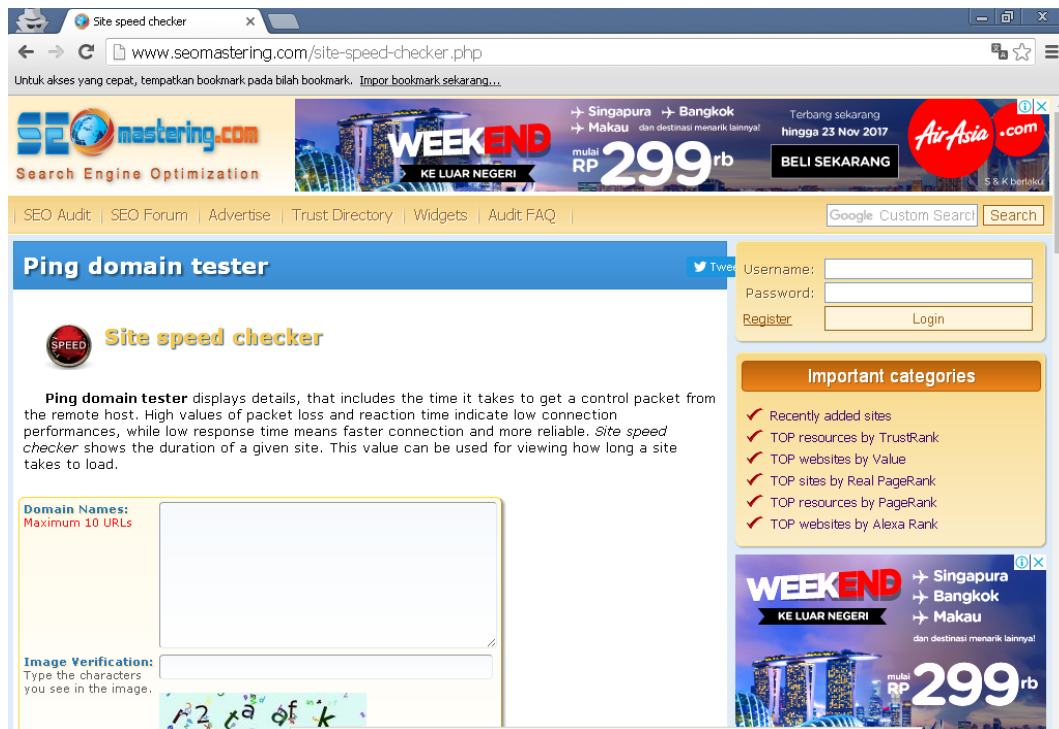 Site speed checker
www.seomastering.com/site-speed-checker.php
Untuk akses yang cepat, tempatkan bookmark pada bilah bookmark. Impor bookmark sekarang...
SEO mastering.com
Search Engine Optimization
WEEKEND
KE LUAR NEGERI
Singapura Bangkok
Makau dan destinasi menarik lainnya!
mulai RP 299rb
Terbang sekarang
hingga 23 Nov 2017
BELI SEKARANG
AirAsia.com
S & K berlaku
SEO Audit | SEO Forum | Advertise | Trust Directory | Widgets | Audit FAQ |
Google Custom Search
Search
Ping domain tester
Twee
Site speed checker
Ping domain tester displays details, that includes the time it takes to get a control packet from
the remote host. High values of packet loss and reaction time indicate low connection
performances, while low response time means faster connection and more reliable. Site speed
checker shows the duration of a given site. This value can be used for viewing how long a site
takes to load.
Domain Names:
Maximum 10 URLs
Image Verification:
Type the characters
you see in the image.
Username:
Password:
Register
Login
Important categories
Recently added sites
TOP resources by TrustRank
TOP websites by Value
TOP sites by Real PageRank
TOP resources by PageRank
TOP websites by Alexa Rank
WEEKEND
KE LUAR NEGERI
Singapura
Bangkok
Makau
dan destinasi menarik lainnya!
mulai RP 299rb